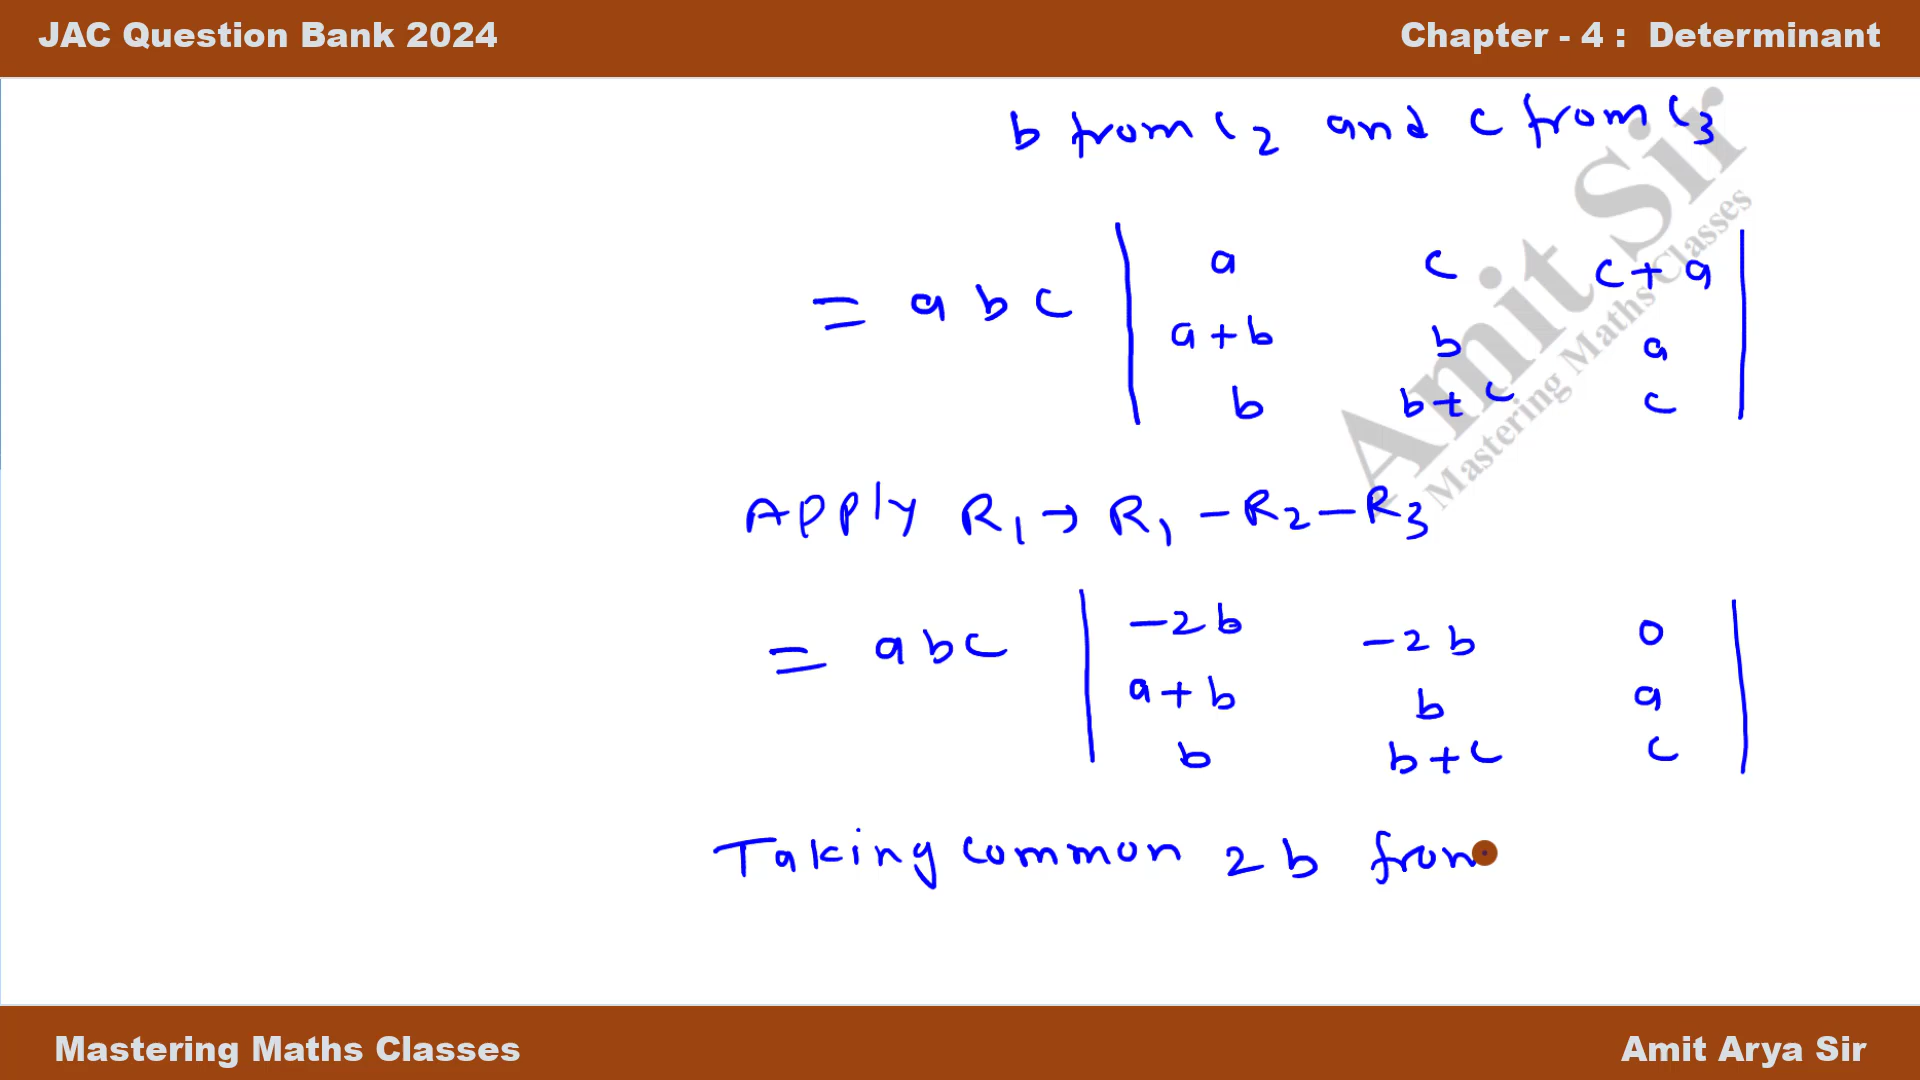 JAC Question Bank 2024
Chapter - 4 : Determinant
b from C2 and c from C3
= abc | a c c+a |
| a+b b a |
| b b+c c |
Apply R1 → R1 - R2 - R3
= abc | -2b -2b 0 |
| a+b b a |
| b b+c c |
Taking common 2b from
Amit Sir
Mastering Maths Classes
Mastering Maths Classes
Amit Arya Sir